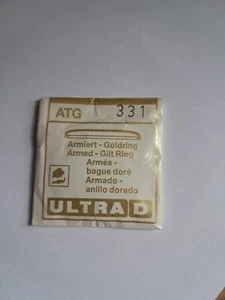 ATG 331
Armiert - Goldring
Armed - Gilt Ring
Armés -
bague doré
Armado -
anillo dorado
ULTRA D